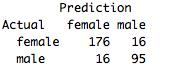 Prediction
Actual female male
female 176 16
male 16 95